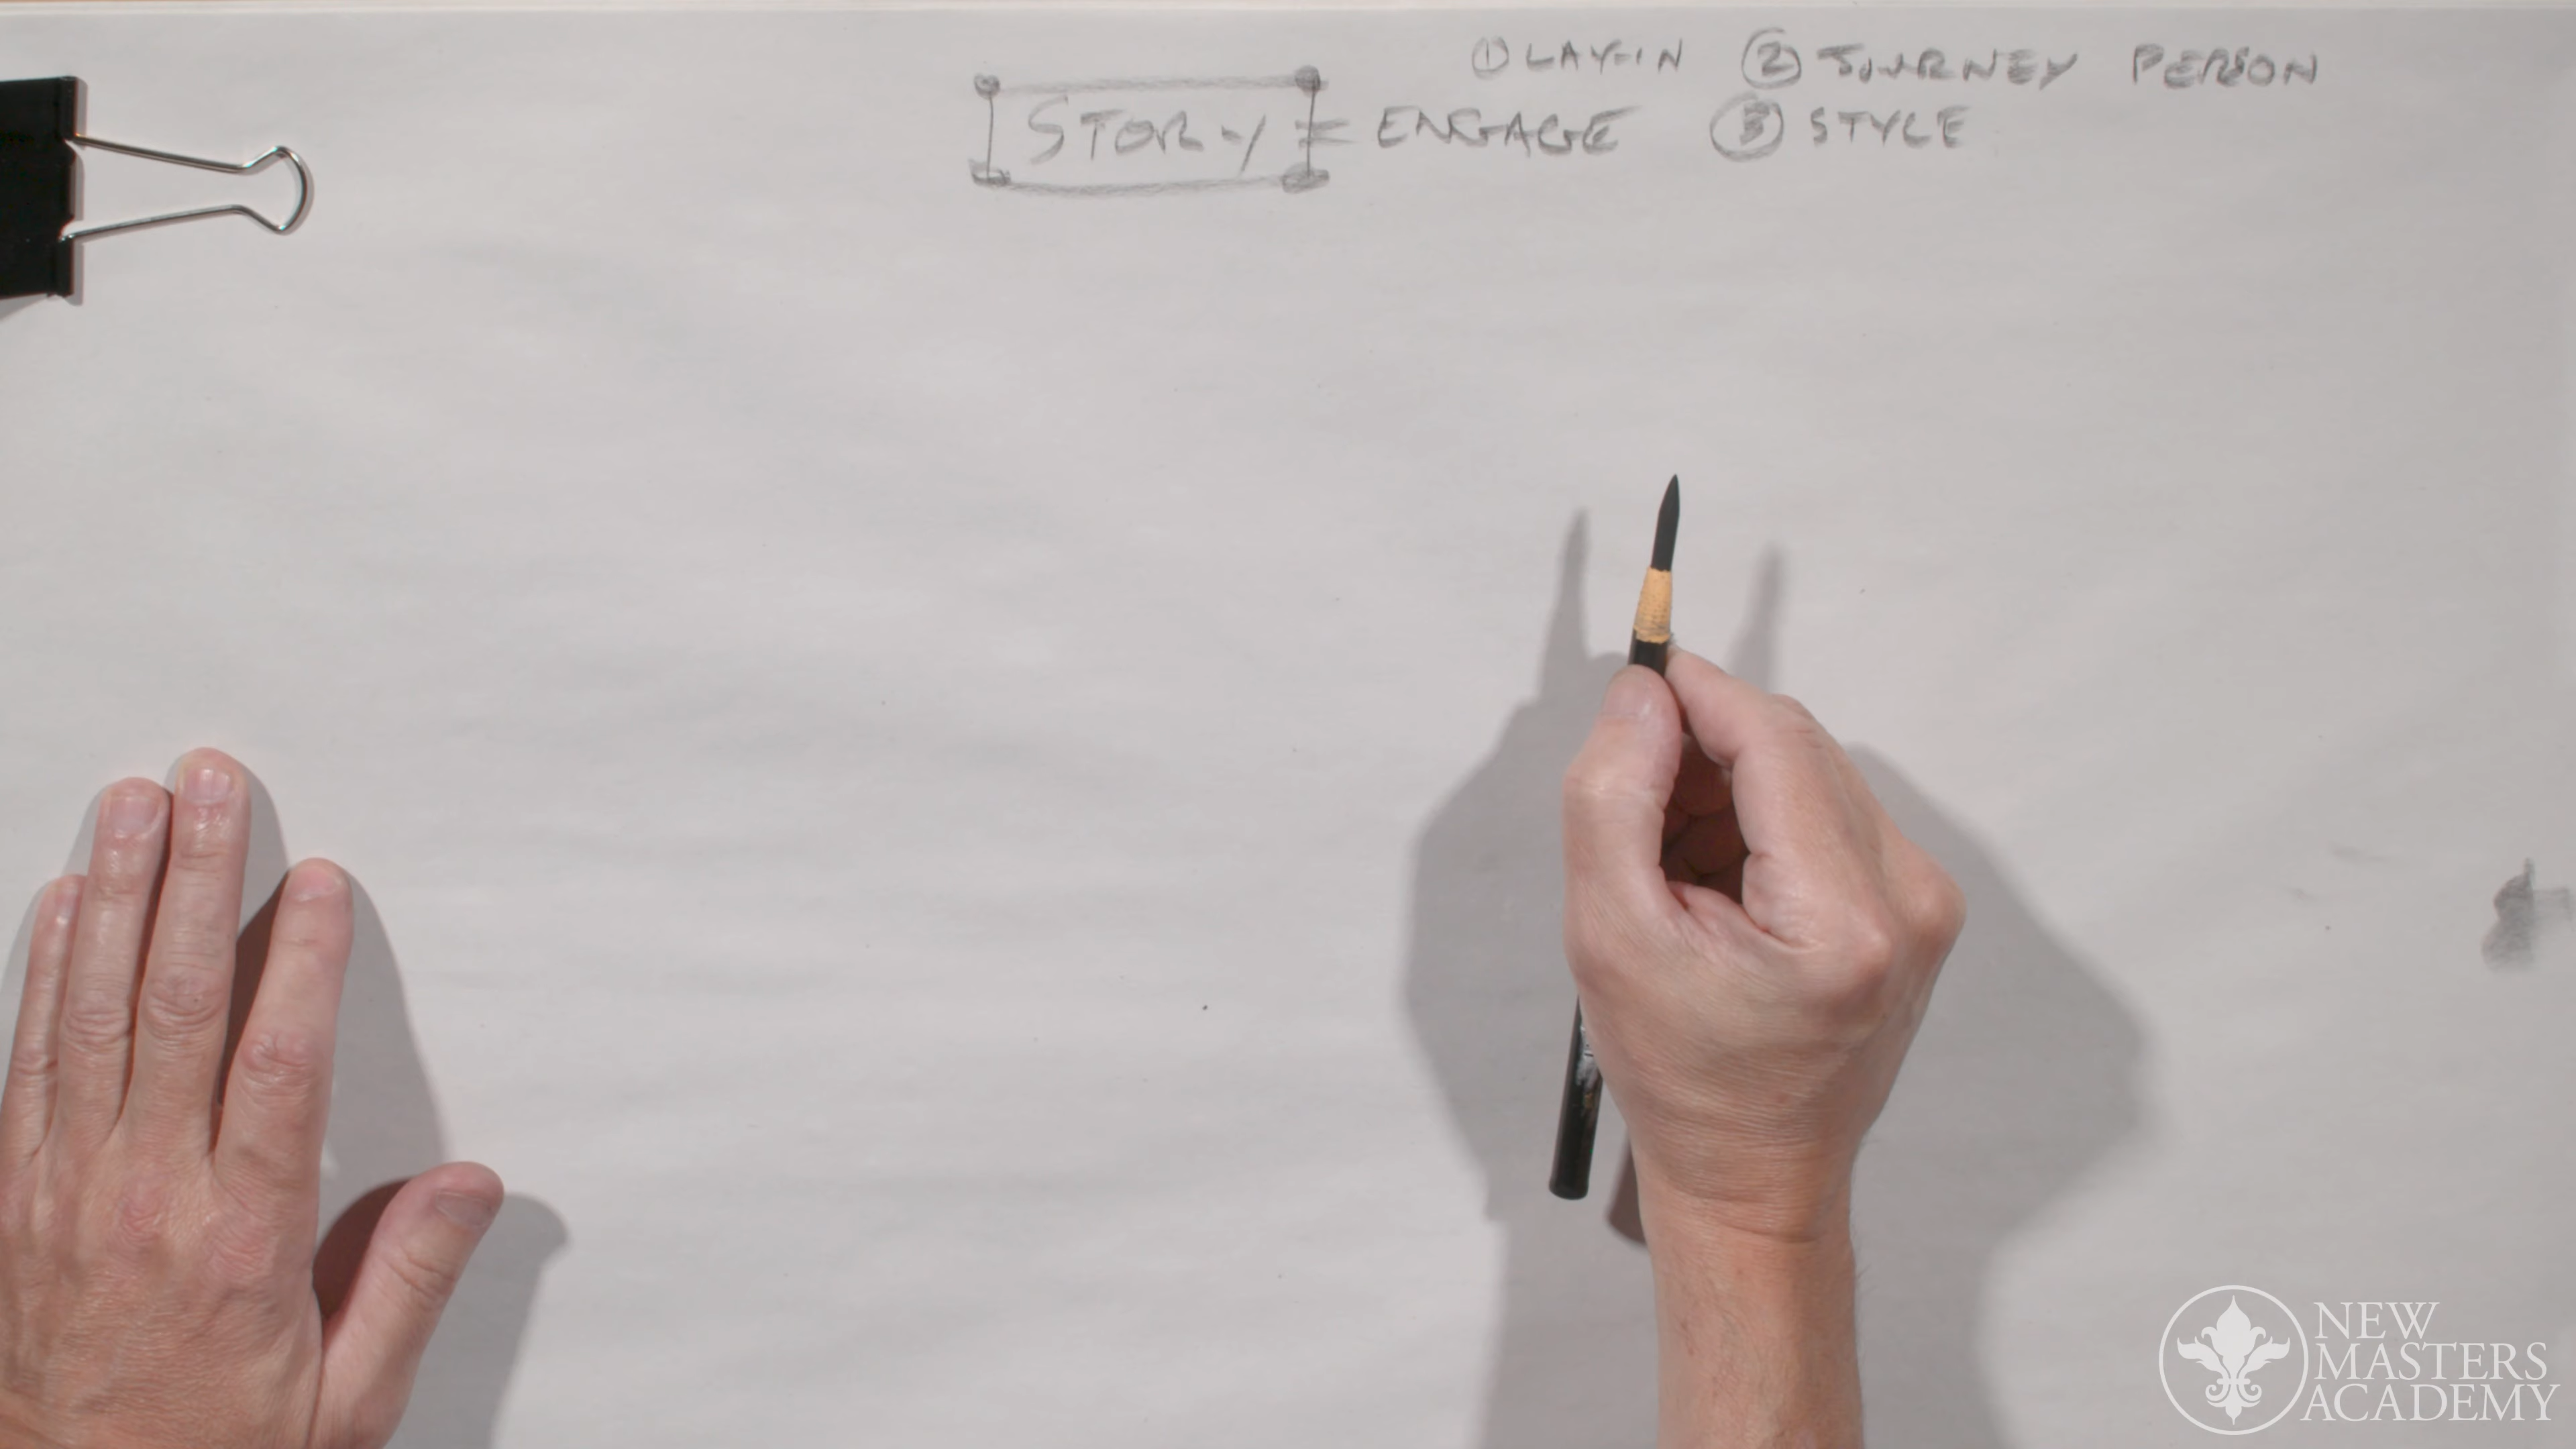 ① LAY-IN ② JOURNEY PERSON
STORY = ENGAGE ③ STYLE
NEW
MASTERS
ACADEMY